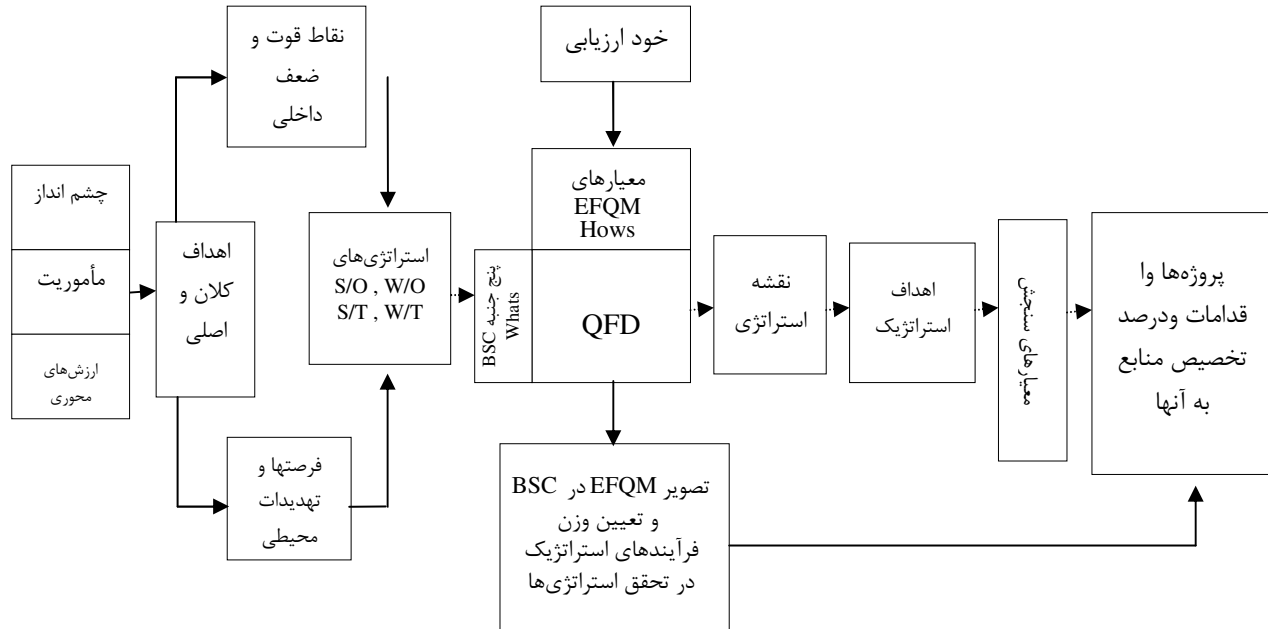 چشم انداز
مأموریت
ارزش‌های
محوری
اهداف
کلان و
اصلی
نقاط قوت و
ضعف
داخلی
فرصتها و
تهدیدات
محیطی
استراتژی‌های
S/O , W/O
S/T , W/T
خود ارزیابی
معیارهای
EFQM
Hows
پنج جنبه BSC
Whats
QFD
تصویر EFQM در BSC
و تعیین وزن
فرآیندهای استراتژیک
در تحقق استراتژی‌ها
نقشه
استراتژی
اهداف
استراتژیک
معیارهای سنجش
پروژه‌ها وا
قدامات ودرصد
تخصیص منابع
به آنها